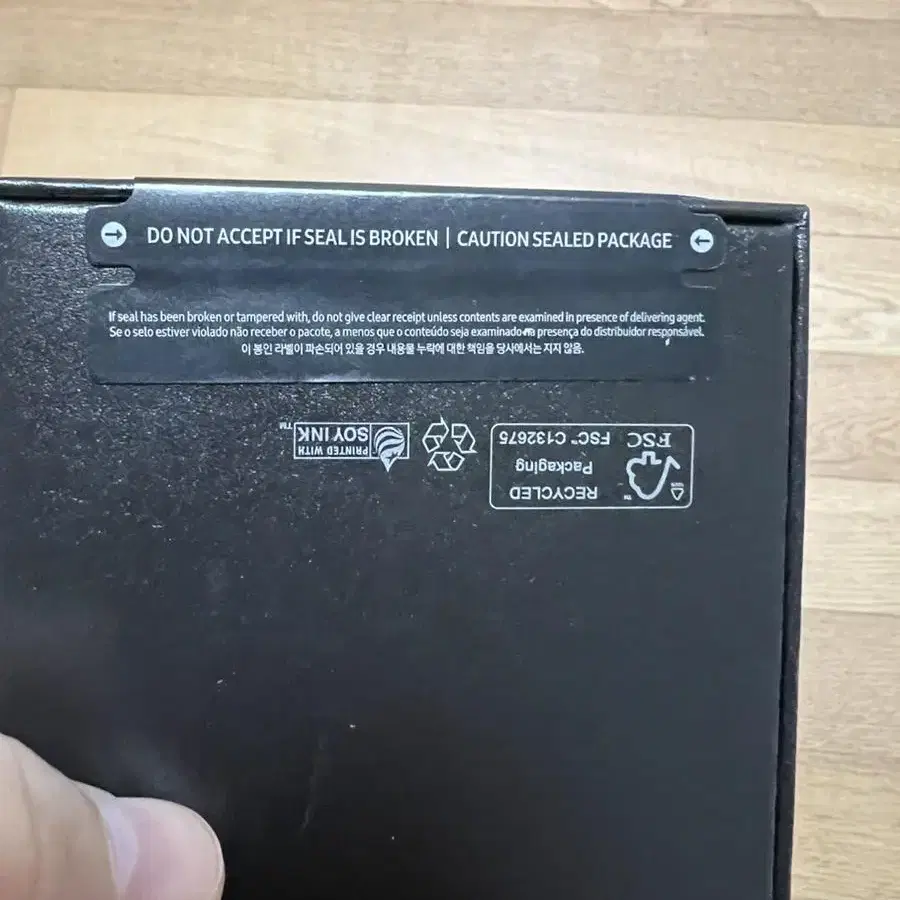 DO NOT ACCEPT IF SEAL IS BROKEN | CAUTION SEALED PACKAGE
If seal has been broken or tampered with, do not give clear receipt unless contents are examined in presence of delivering agent.
Se o selo estiver violado não receber o pacote, a menos que o conteúdo seja examinado na presença do distribuidor responsável.
이 봉인 라벨이 파손되어 있을 경우 내용물 누락에 대한 책임을 당사에서는 지지 않음.
PRINTED WITH
SOY INK™
RECYCLED
Packaging
FSC™ C132675
FSC